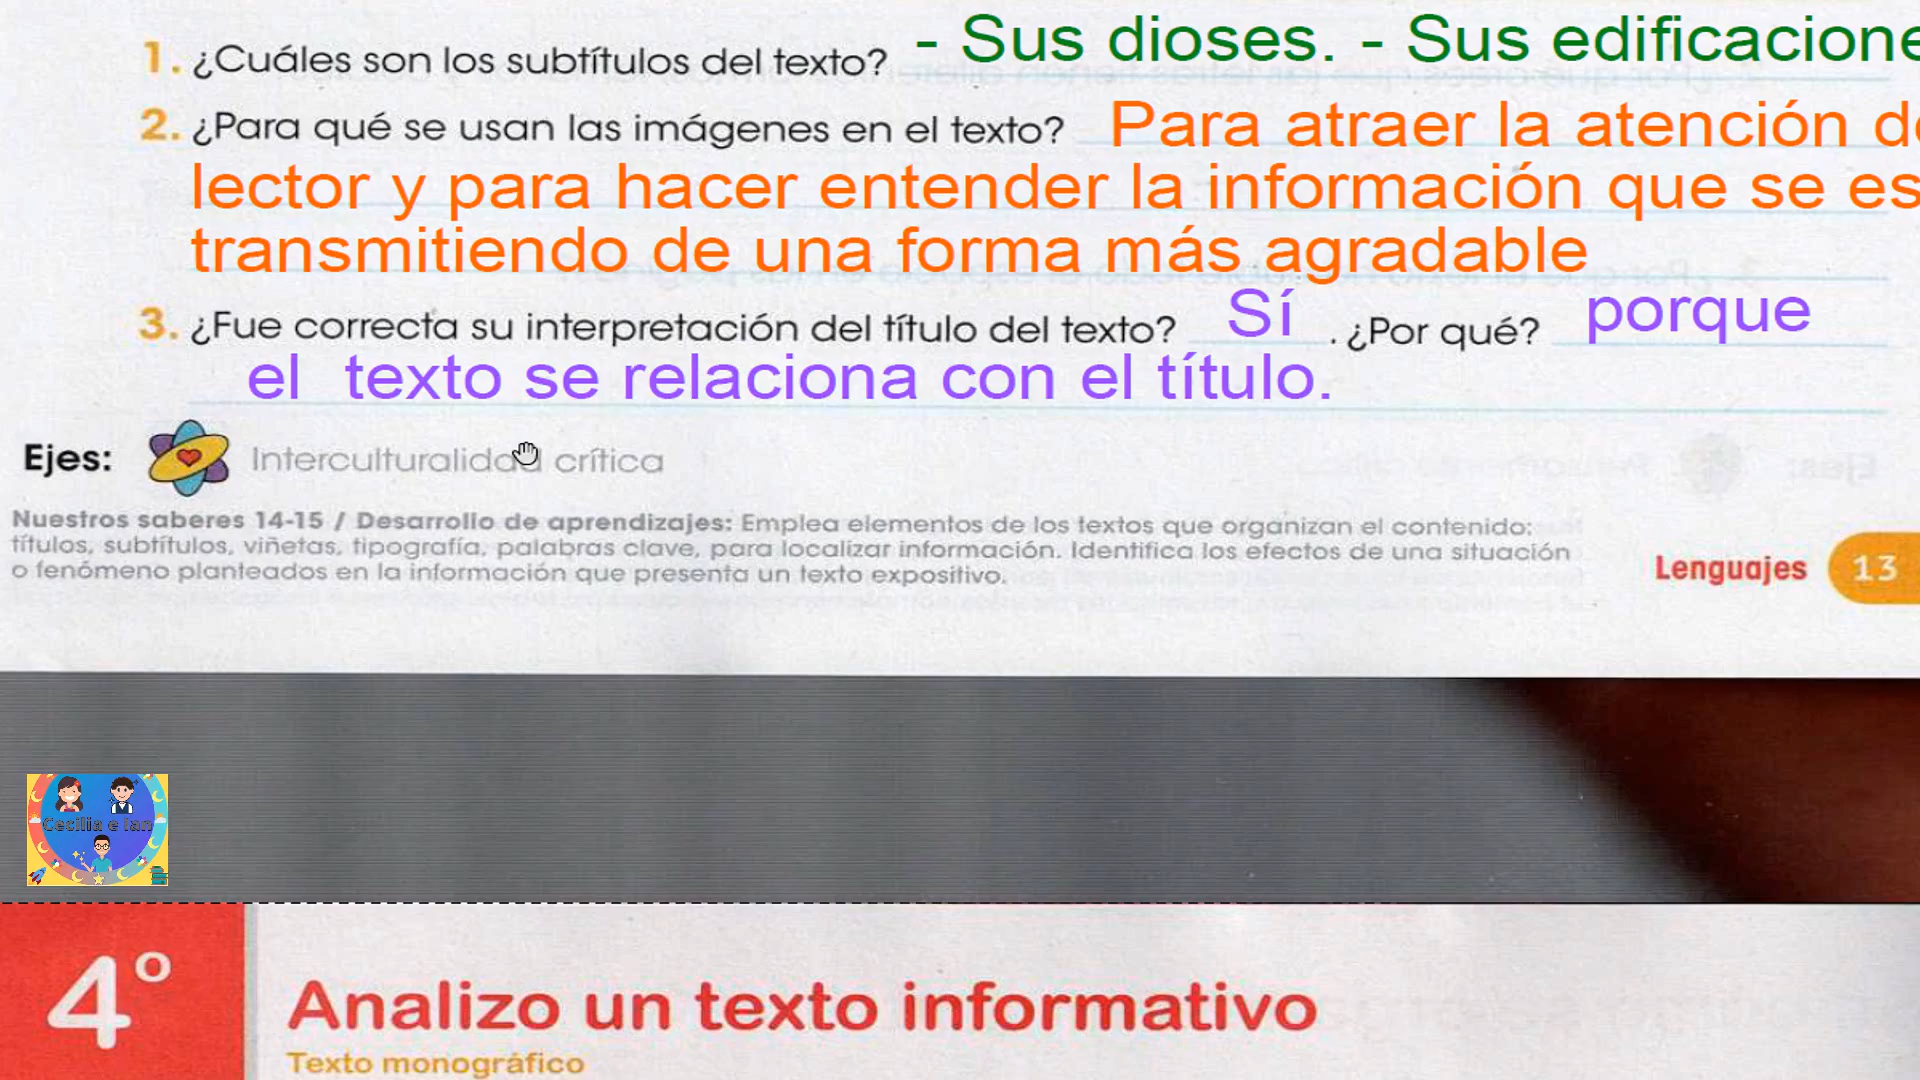 1. ¿Cuáles son los subtítulos del texto? - Sus dioses. - Sus edificacione
2. ¿Para qué se usan las imágenes en el texto? Para atraer la atención de
lector y para hacer entender la información que se es
transmitiendo de una forma más agradable
3. ¿Fue correcta su interpretación del título del texto? Sí . ¿Por qué? porque
el texto se relaciona con el título.
Ejes: Interculturalidad crítica
Nuestros saberes 14-15 / Desarrollo de aprendizajes: Emplea elementos de los textos que organizan el contenido:
títulos, subtítulos, viñetas, tipografía, palabras clave, para localizar información. Identifica los efectos de una situación
o fenómeno planteados en la información que presenta un texto expositivo.
Lenguajes 13
Cecilia e Ian
4°
Analizo un texto informativo
Texto monográfico